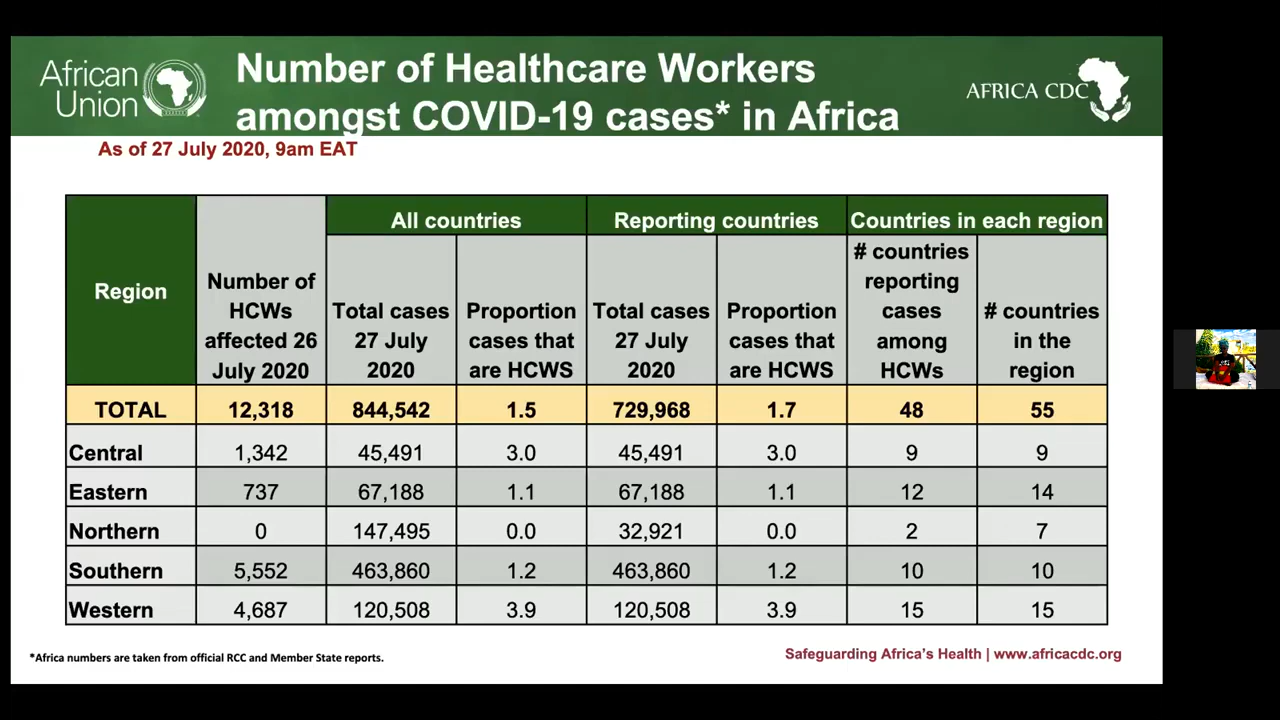 African
Union
Number of Healthcare Workers
amongst COVID-19 cases* in Africa
AFRICA CDC
As of 27 July 2020, 9am EAT
Region
Number of
HCWs
affected 26
July 2020
All countries
Reporting countries
Countries in each region
Total cases
27 July
2020
Proportion
cases that
are HCWS
Total cases
27 July
2020
Proportion
cases that
are HCWS
# countries
reporting
cases
among
HCWs
# countries
in the
region
TOTAL 12,318 844,542 1.5 729,968 1.7 48 55
Central 1,342 45,491 3.0 45,491 3.0 9 9
Eastern 737 67,188 1.1 67,188 1.1 12 14
Northern 0 147,495 0.0 32,921 0.0 2 7
Southern 5,552 463,860 1.2 463,860 1.2 10 10
Western 4,687 120,508 3.9 120,508 3.9 15 15
*Africa numbers are taken from official RCC and Member State reports.
Safeguarding Africa's Health | www.africacdc.org